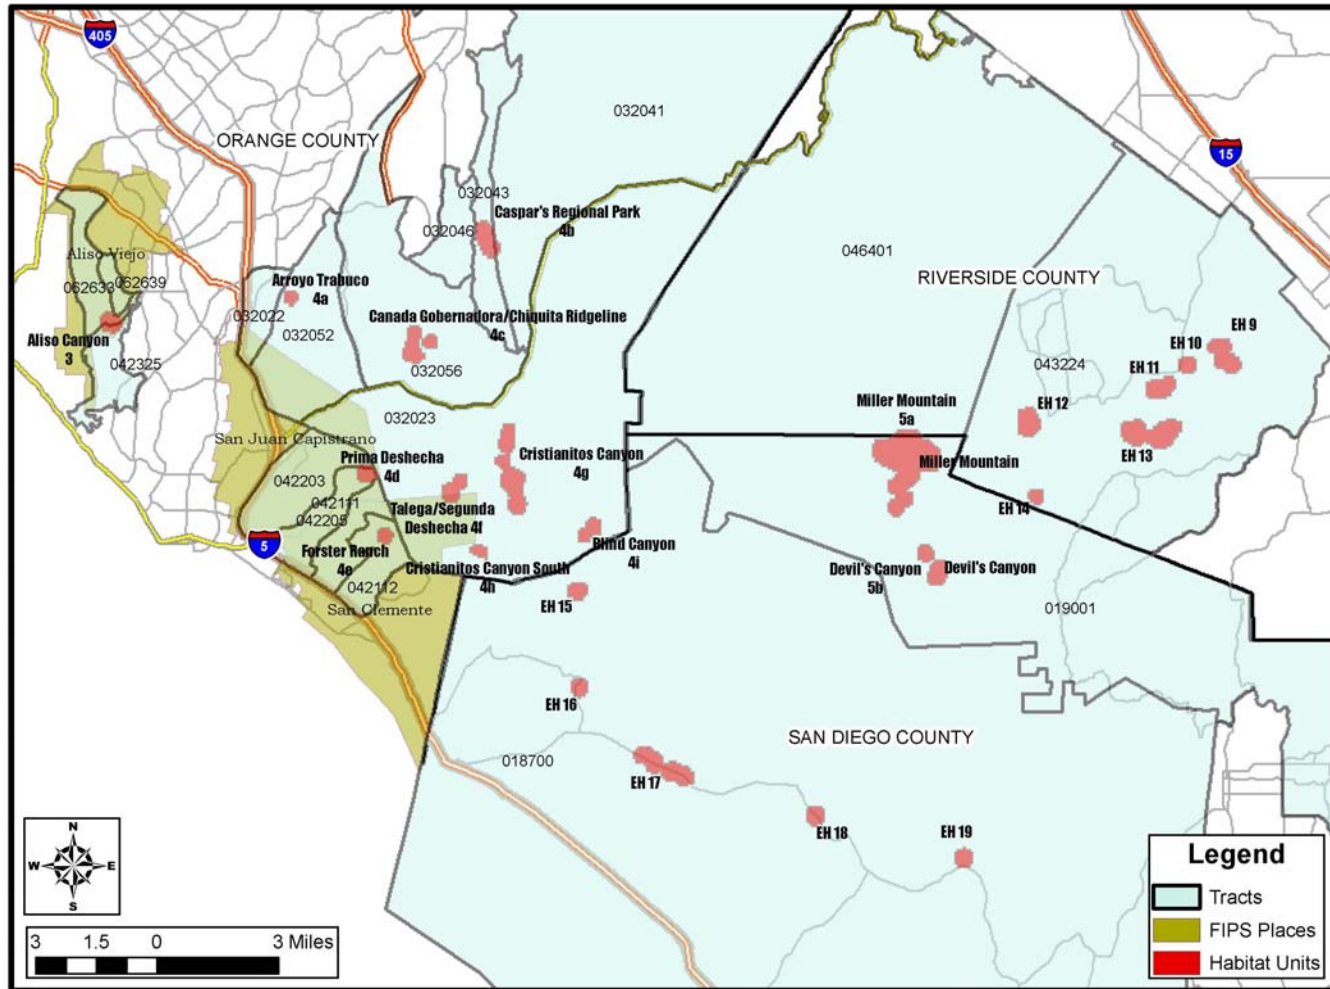 405
032041
ORANGE COUNTY
15
032043
Caspar's Regional Park
4b
032046
046401
Aliso Viejo
RIVERSIDE COUNTY
062633
062639
Arroyo Trabuco
4a
032022
032052
Canada Gobernadora/Chiquita Ridgeline
4c
Aliso Canyon
3
042325
032056
EH 9
EH 10
EH 11
043224
EH 12
032023
Miller Mountain
5a
San Juan Capistrano
EH 13
Prima Deshecha
4d
Cristianitos Canyon
4g
Miller Mountain
042203
042111
Talega/Segunda
Deshecha 4f
EH 14
042205
5
Forster Ranch
4e
Blind Canyon
4i
Cristianitos Canyon South
4h
Devil's Canyon
5b
Devil's Canyon
042112
San Clemente
EH 15
019001
EH 16
SAN DIEGO COUNTY
018700
EH 17
EH 18
EH 19
N
W
E
S
3 1.5 0 3 Miles
Legend
Tracts
FIPS Places
Habitat Units